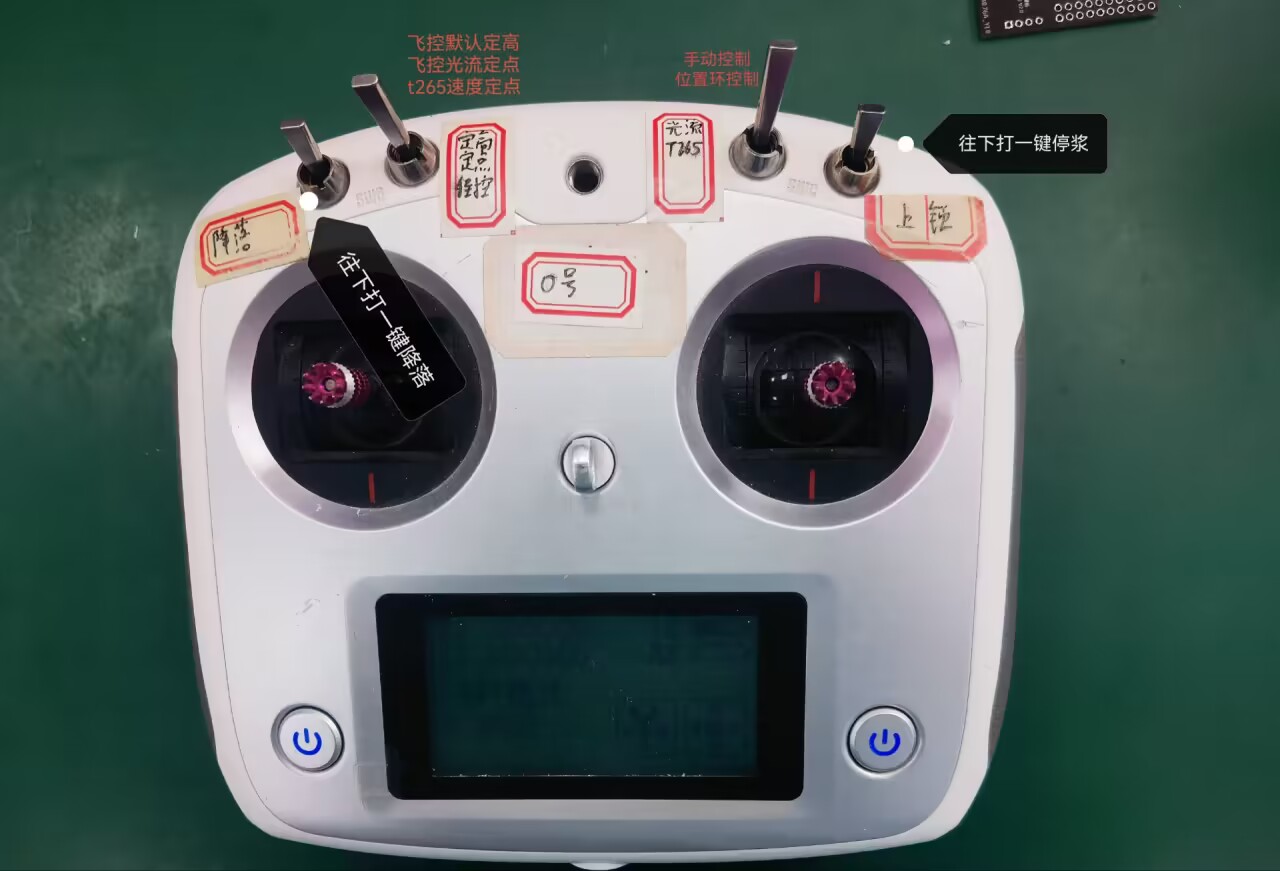 飞控默认定高
飞控光流定点
t265速度定点
手动控制
位置环控制
往下打一键停浆
定高
定点
程控
光流
T265
降落
上锁
0号
往下打一键降落